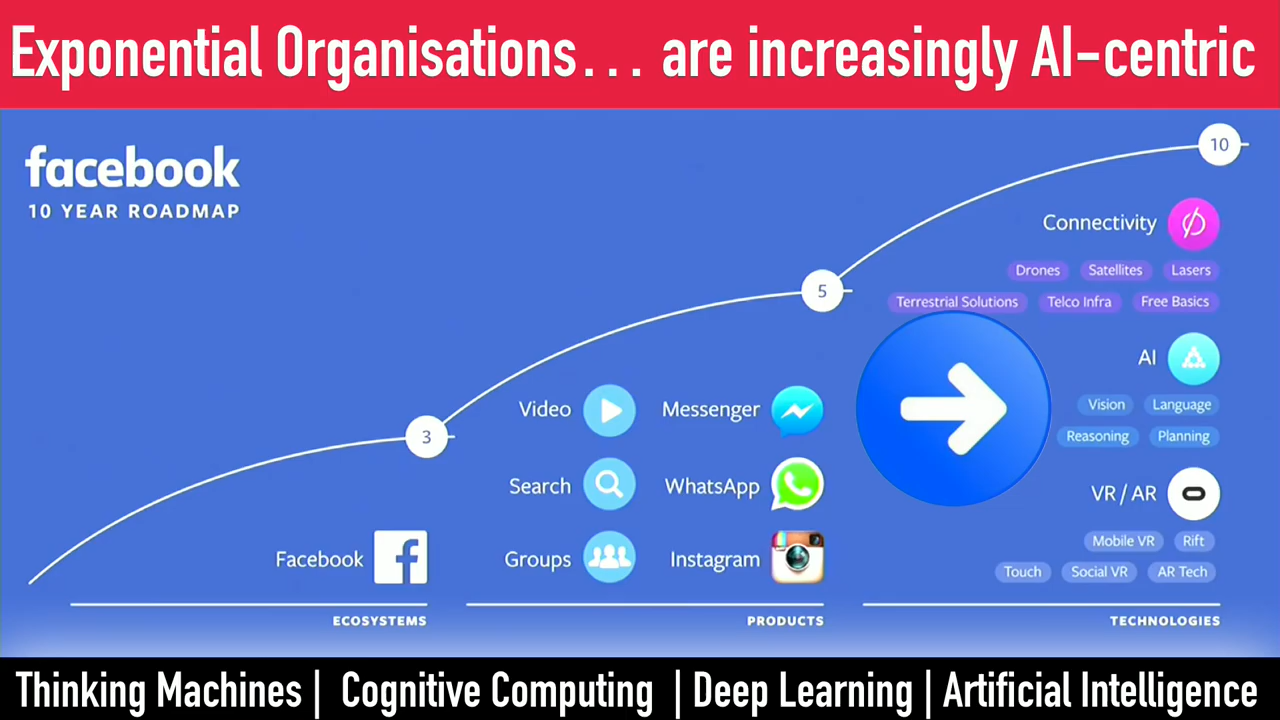 Exponential Organisations... are increasingly AI-centric
facebook
10 YEAR ROADMAP
10
Connectivity
Drones Satellites Lasers
Terrestrial Solutions Telco Infra Free Basics
5
AI
Vision Language
Reasoning Planning
3
Video Messenger
Search WhatsApp
VR / AR
Mobile VR Rift
Touch Social VR AR Tech
Facebook
Groups Instagram
ECOSYSTEMS PRODUCTS TECHNOLOGIES
Thinking Machines | Cognitive Computing | Deep Learning | Artificial Intelligence